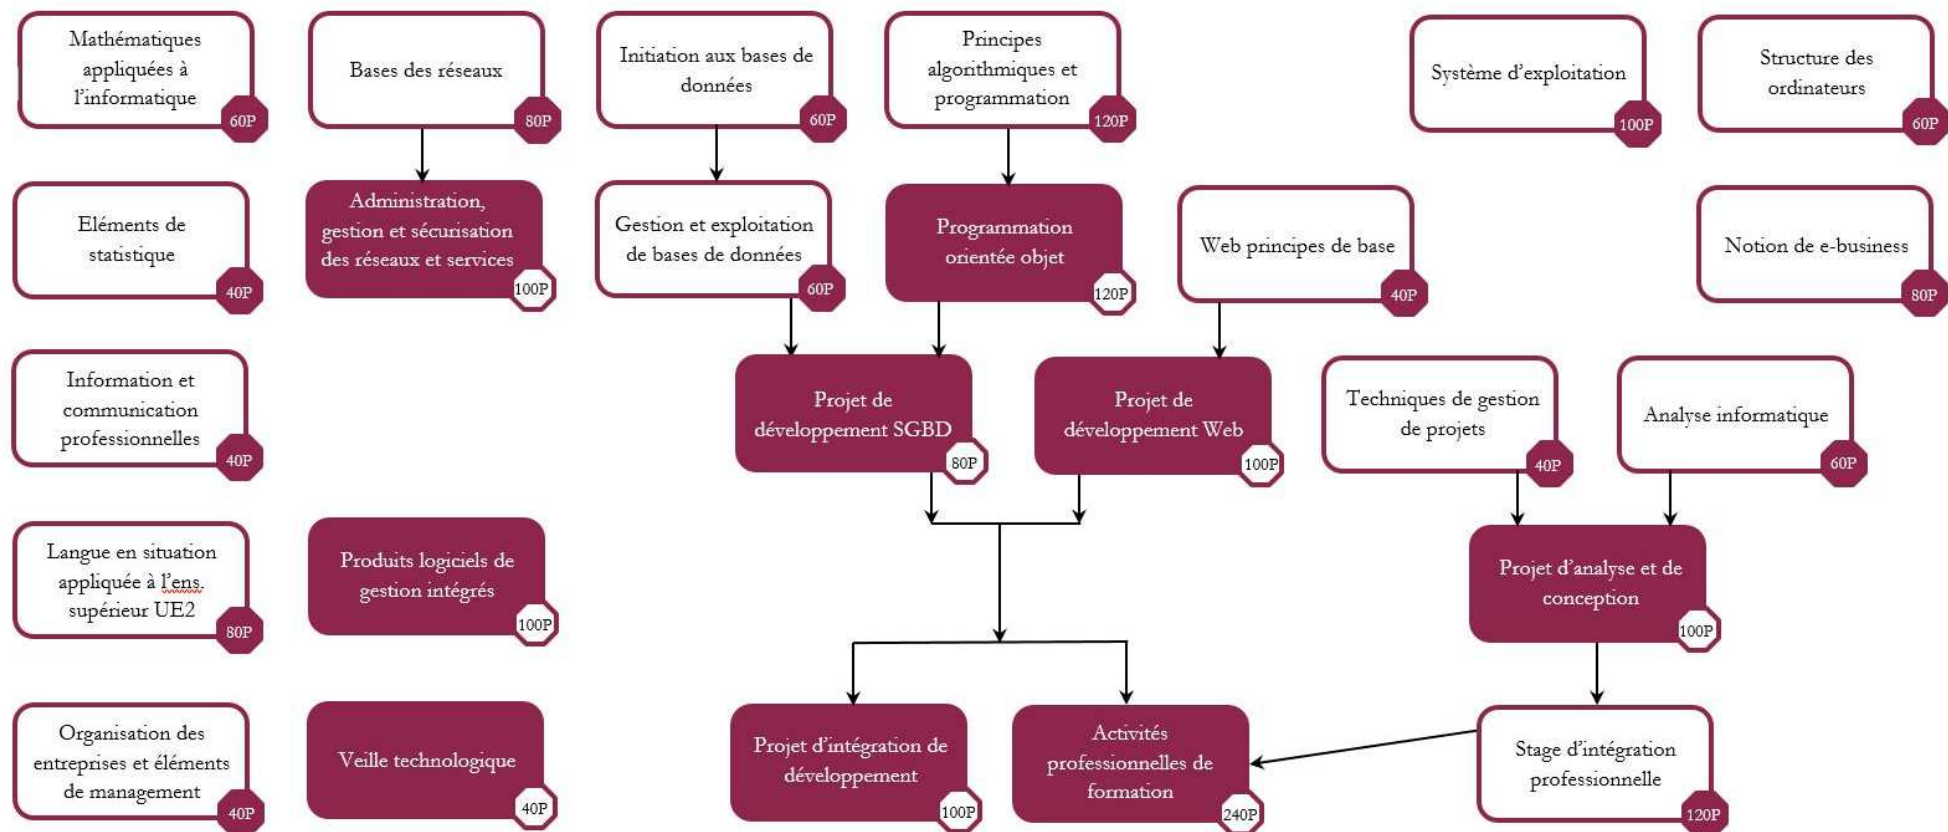 Mathématiques
appliquées à
l'informatique
60P
Bases des réseaux
80P
Initiation aux bases de
données
60P
Principes
algorithmiques et
programmation
120P
Système d'exploitation
100P
Structure des
ordinateurs
60P
Eléments de
statistique
40P
Administration,
gestion et sécurisation
des réseaux et services
100P
Gestion et exploitation
de bases de données
60P
Programmation
orientée objet
120P
Web principes de base
40P
Notion de e-business
80P
Information et
communication
professionnelles
40P
Projet de
développement SGBD
80P
Projet de
développement Web
100P
Techniques de gestion
de projets
40P
Analyse informatique
60P
Langue en situation
appliquée à l'ens.
supérieur UE2
80P
Produits logiciels de
gestion intégrés
100P
Projet d'analyse et de
conception
100P
Organisation des
entreprises et éléments
de management
40P
Veille technologique
40P
Projet d'intégration de
développement
100P
Activités
professionnelles de
formation
240P
Stage d'intégration
professionnelle
120P